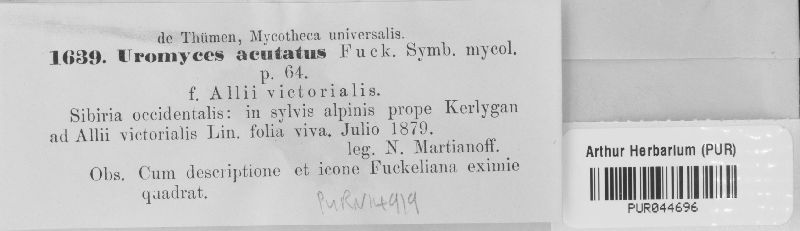 de Thümen, Mycotheca universalis.
1639. Uromyces acutatus Fuck. Symb. mycol.
p. 64.
f. Allii victorialis.
Sibiria occidentalis: in sylvis alpinis prope Kerlygan
ad Allii victorialis Lin. folia viva. Julio 1879.
leg. N. Martianoff.
Obs. Cum descriptione et icone Fuckeliana eximie
quadrat.
PURN14919
Arthur Herbarium (PUR)
PUR044696